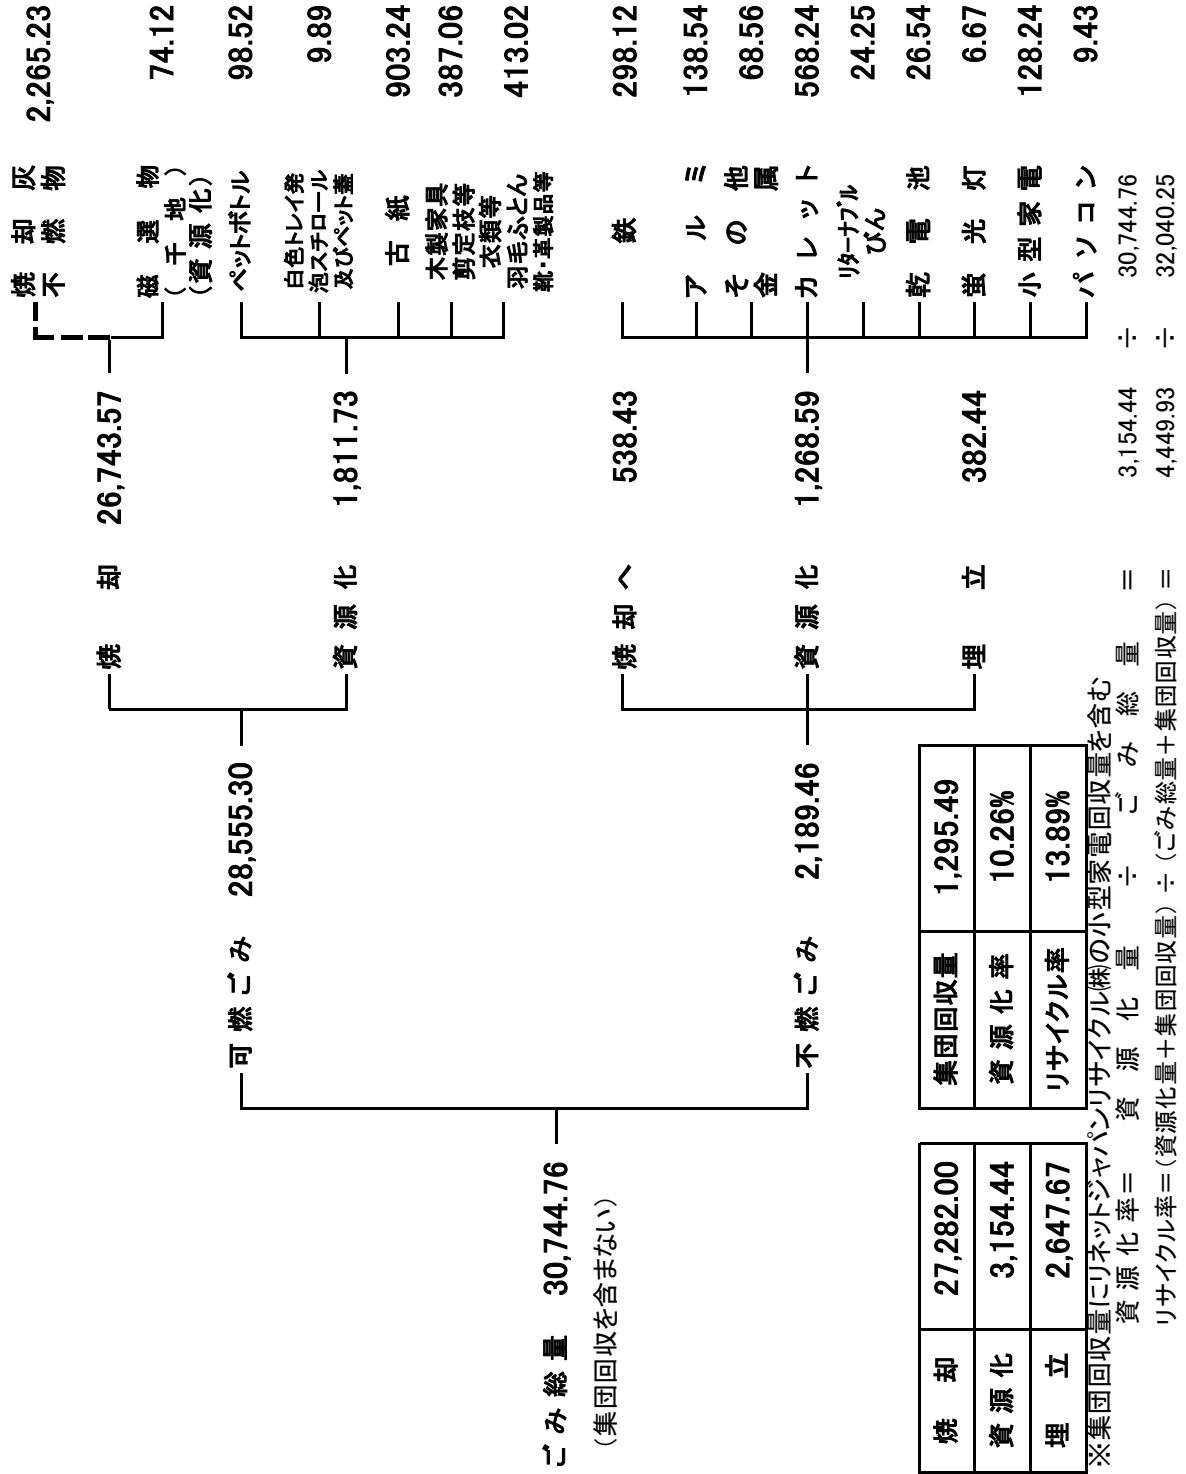 ごみ総量 30,744.76
（集団回収を含まない）
可燃ごみ 28,555.30
焼却 26,743.57
焼却灰
不燃物 2,265.23
磁選物
（千地）
（資源化） 74.12
資源化 1,811.73
ペットボトル 98.52
白色トレイ発
泡スチロール
及びペット蓋 9.89
古紙 903.24
木製家具
剪定枝等 387.06
衣類等
羽毛ふとん
靴・革製品等 413.02
不燃ごみ 2,189.46
焼却へ 538.43
資源化 1,268.59
鉄 298.12
アルミ 138.54
その他
金属 68.56
カレット 568.24
リターナブル
びん 24.25
乾電池 26.54
蛍光灯 6.67
小型家電 128.24
パソコン 9.43
埋立 382.44
焼却 27,282.00
資源化 3,154.44
埋立 2,647.67
集団回収量 1,295.49
資源化率 10.26%
リサイクル率 13.89%
※集団回収量にリネットジャパンリサイクル㈱の小型家電回収量を含む
資源化率＝ 資源化量 ÷ ごみ総量 ＝ 3,154.44 ÷ 30,744.76
リサイクル率＝（資源化量＋集団回収量）÷（ごみ総量＋集団回収量）＝ 4,449.93 ÷ 32,040.25